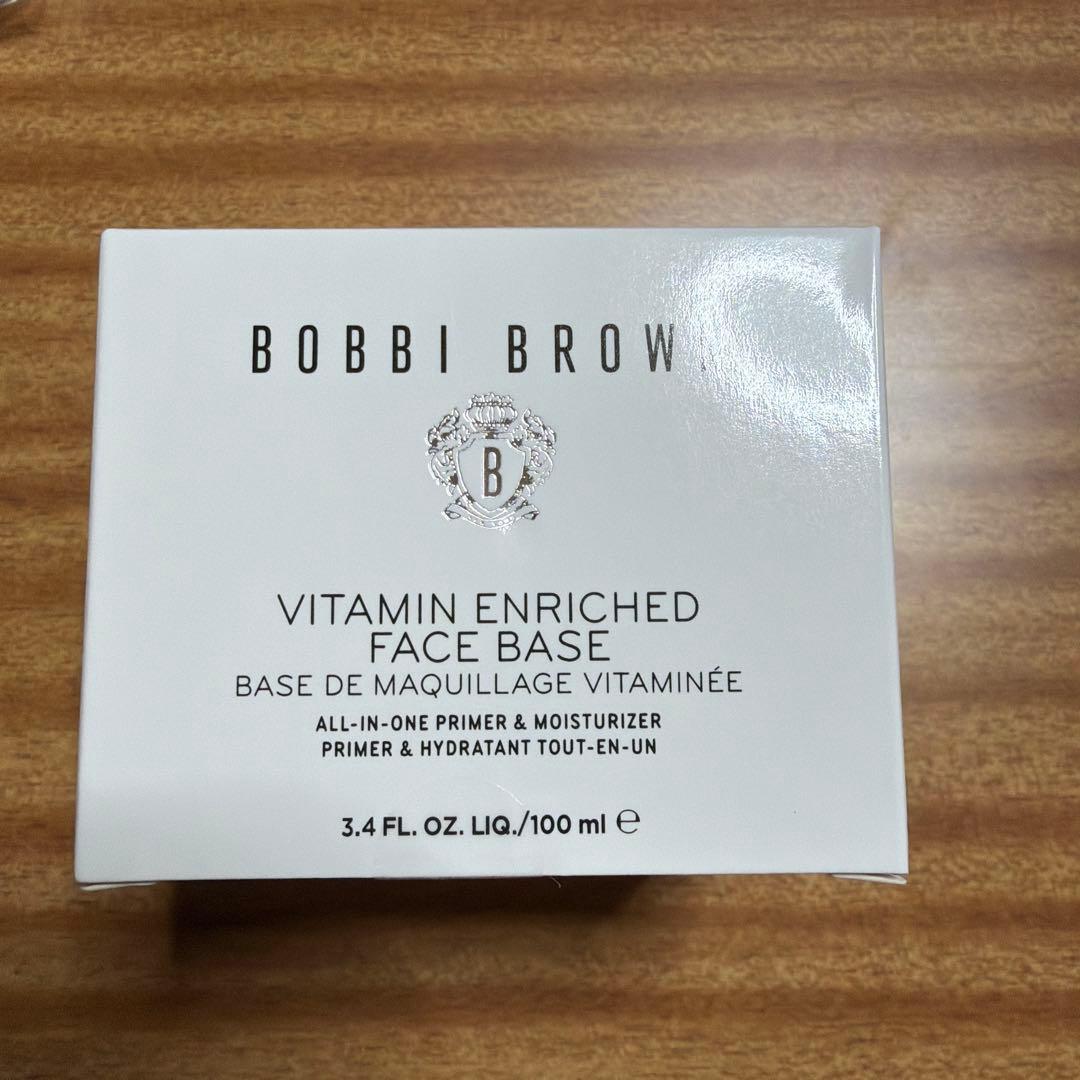 BOBBI BROWN
B
VITAMIN ENRICHED
FACE BASE
BASE DE MAQUILLAGE VITAMINÉE
ALL-IN-ONE PRIMER & MOISTURIZER
PRIMER & HYDRATANT TOUT-EN-UN
3.4 FL. OZ. LIQ./100 ml ℮